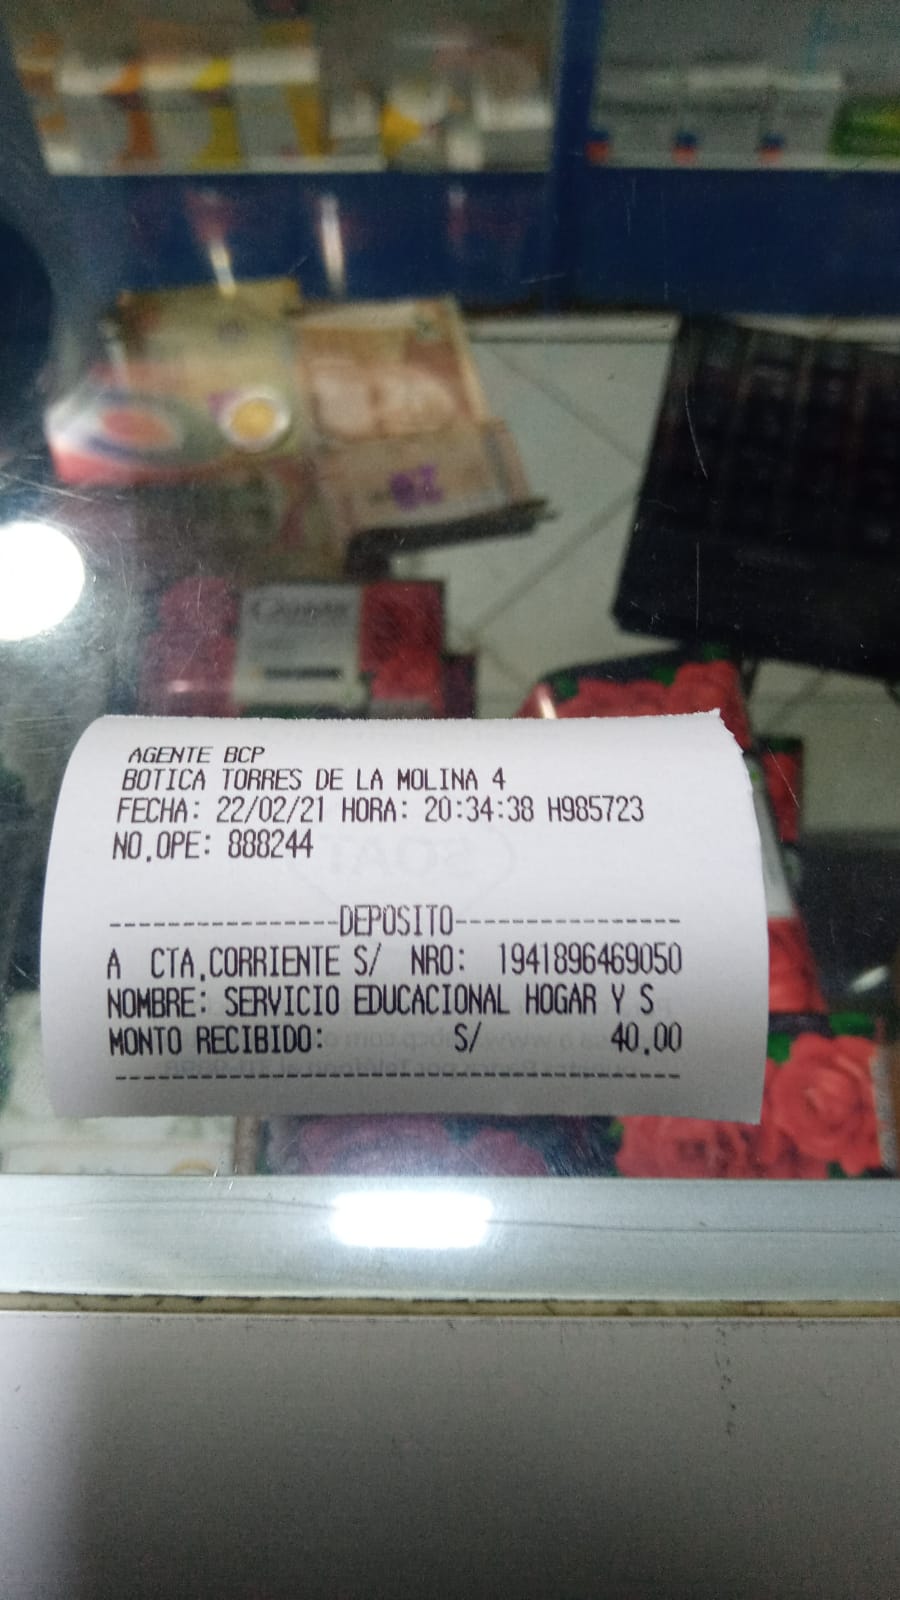 AGENTE BCP
BOTICA TORRES DE LA MOLINA 4
FECHA: 22/02/21 HORA: 20:34:38 H985723
NO.OPE: 888244
----------------DEPOSITO----------------
A CTA.CORRIENTE S/ NRO: 1941896469050
NOMBRE: SERVICIO EDUCACIONAL HOGAR Y S
MONTO RECIBIDO: S/ 40.00
----------------------------------------